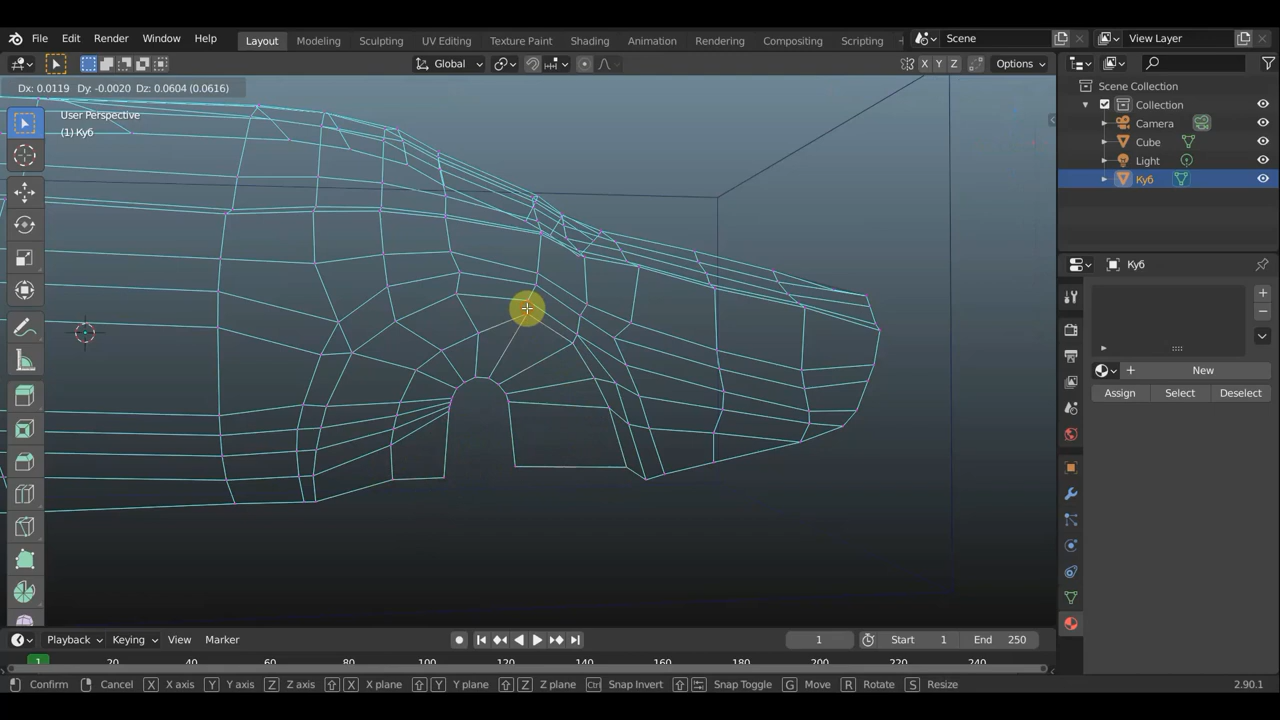 File Edit Render Window Help Layout Modeling Sculpting UV Editing Texture Paint Shading Animation Rendering Compositing Scripting Scene View Layer
Global X Y Z Options
Dx: 0.0119 Dy: -0.0020 Dz: 0.0604 (0.0616)
User Perspective
(1) Куб
Scene Collection
Collection
Camera
Cube
Light
Куб
Куб
New
Assign Select Deselect
Playback Keying View Marker 1 Start 1 End 250
1 20 40 60 80 100 120 140 160 180 200 220 240
Confirm Cancel X X axis Y Y axis Z Z axis X X plane Y Y plane Z Z plane Ctrl Snap Invert Snap Toggle G Move R Rotate S Resize 2.90.1